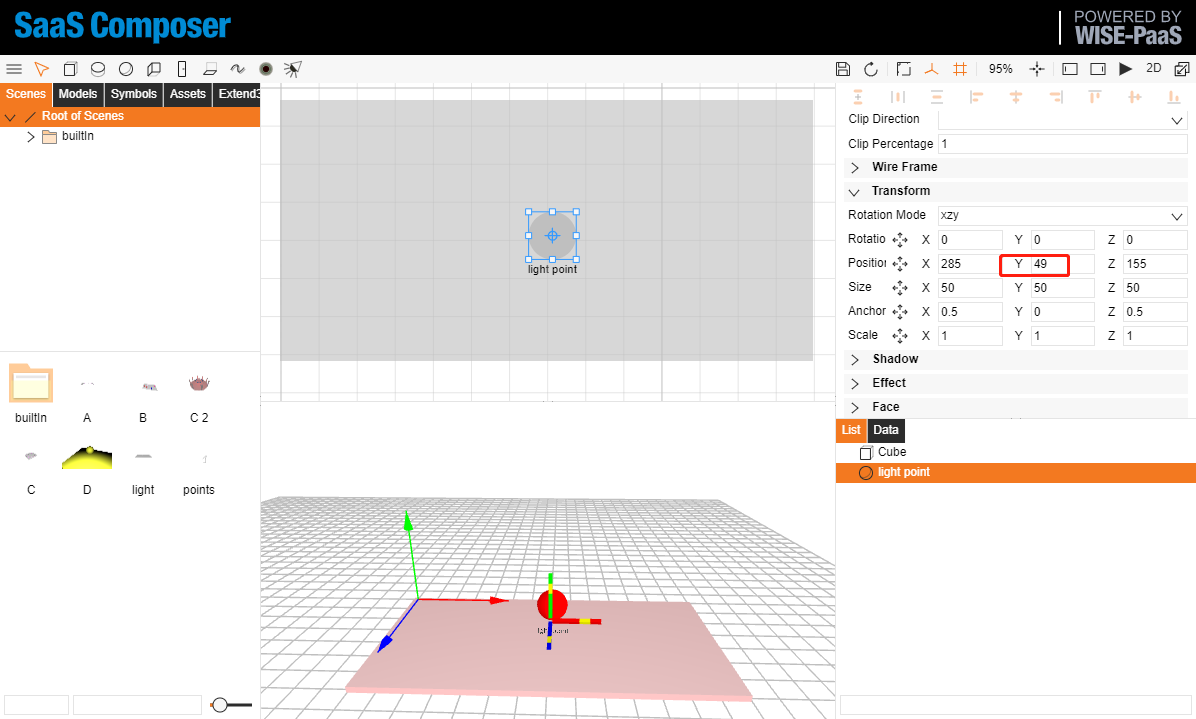 SaaS Composer
POWERED BY
WISE-PaaS
95%
2D
Scenes
Models
Symbols
Assets
Extend3
Root of Scenes
builtIn
builtIn
A
B
C 2
C
D
light
points
light point
light point
Clip Direction
Clip Percentage 1
Wire Frame
Transform
Rotation Mode xzy
Rotatio X 0 Y 0 Z 0
Position X 285 Y 49 Z 155
Size X 50 Y 50 Z 50
Anchor X 0.5 Y 0 Z 0.5
Scale X 1 Y 1 Z 1
Shadow
Effect
Face
List
Data
Cube
light point